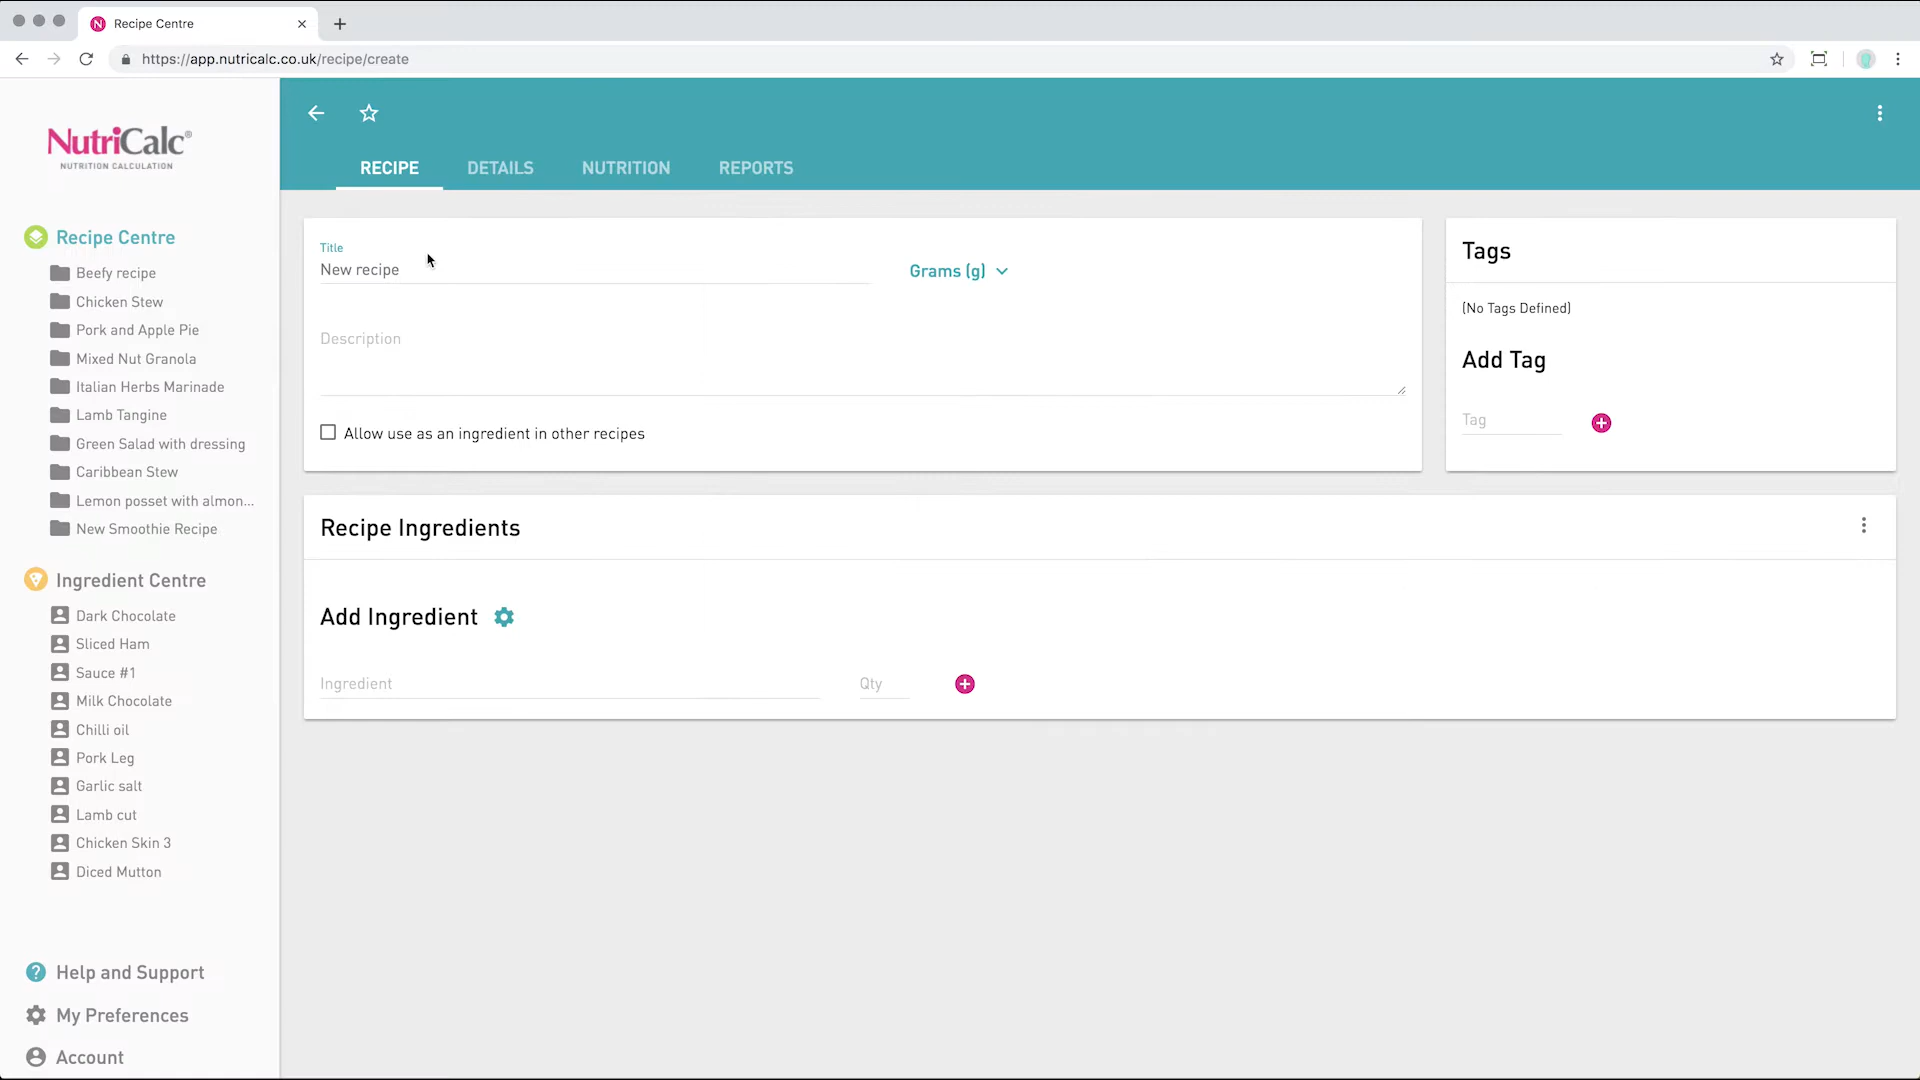 Recipe Centre
https://app.nutricalc.co.uk/recipe/create
NutriCalc®
NUTRITION CALCULATION
Recipe Centre
Beefy recipe
Chicken Stew
Pork and Apple Pie
Mixed Nut Granola
Italian Herbs Marinade
Lamb Tangine
Green Salad with dressing
Caribbean Stew
Lemon posset with almon...
New Smoothie Recipe
Ingredient Centre
Dark Chocolate
Sliced Ham
Sauce #1
Milk Chocolate
Chilli oil
Pork Leg
Garlic salt
Lamb cut
Chicken Skin 3
Diced Mutton
Help and Support
My Preferences
Account
RECIPE DETAILS NUTRITION REPORTS
Title
New recipe
Grams (g)
Description
Allow use as an ingredient in other recipes
Tags
(No Tags Defined)
Add Tag
Tag
Recipe Ingredients
Add Ingredient
Ingredient Qty